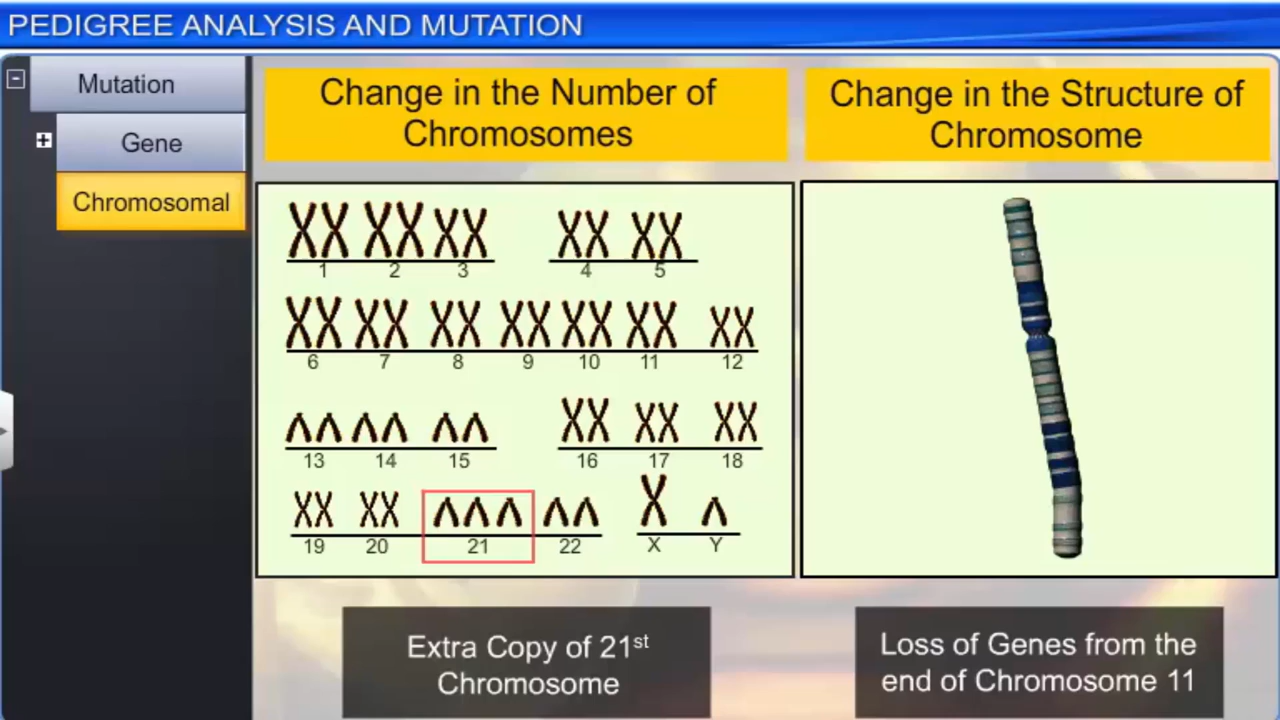 PEDIGREE ANALYSIS AND MUTATION
Mutation
Gene
Chromosomal
Change in the Number of
Chromosomes
Change in the Structure of
Chromosome
1 2 3 4 5
6 7 8 9 10 11 12
13 14 15 16 17 18
19 20 21 22 X Y
Extra Copy of 21st
Chromosome
Loss of Genes from the
end of Chromosome 11